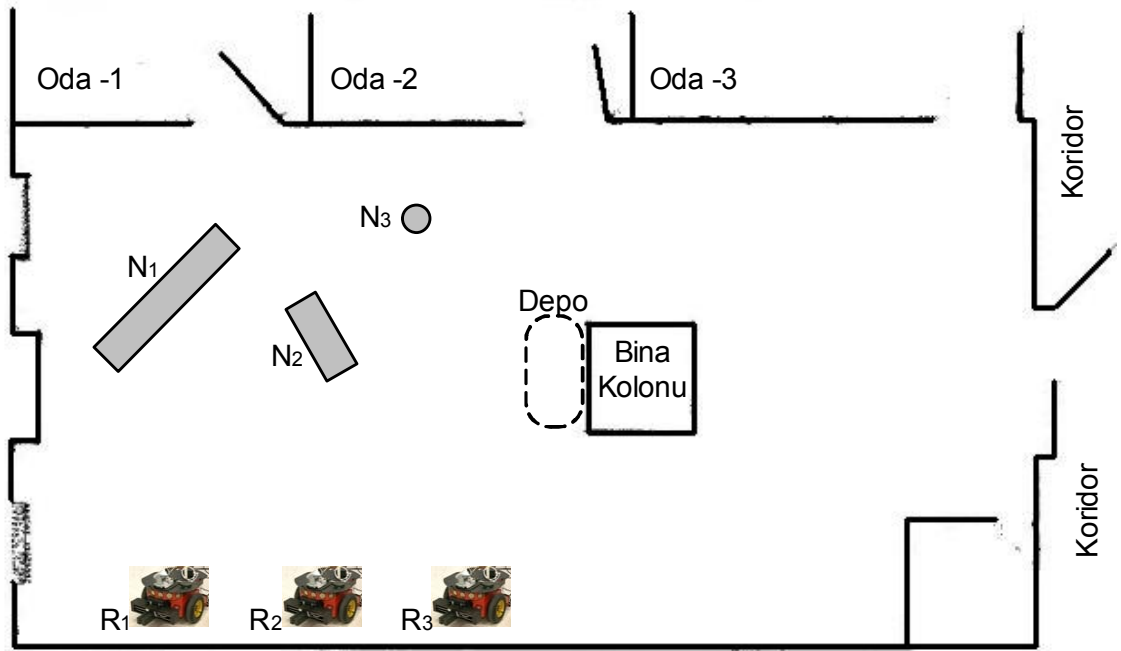 Oda -1
Oda -2
Oda -3
Koridor
N3
N1
Depo
N2
Bina
Kolonu
Koridor
R1
R2
R3